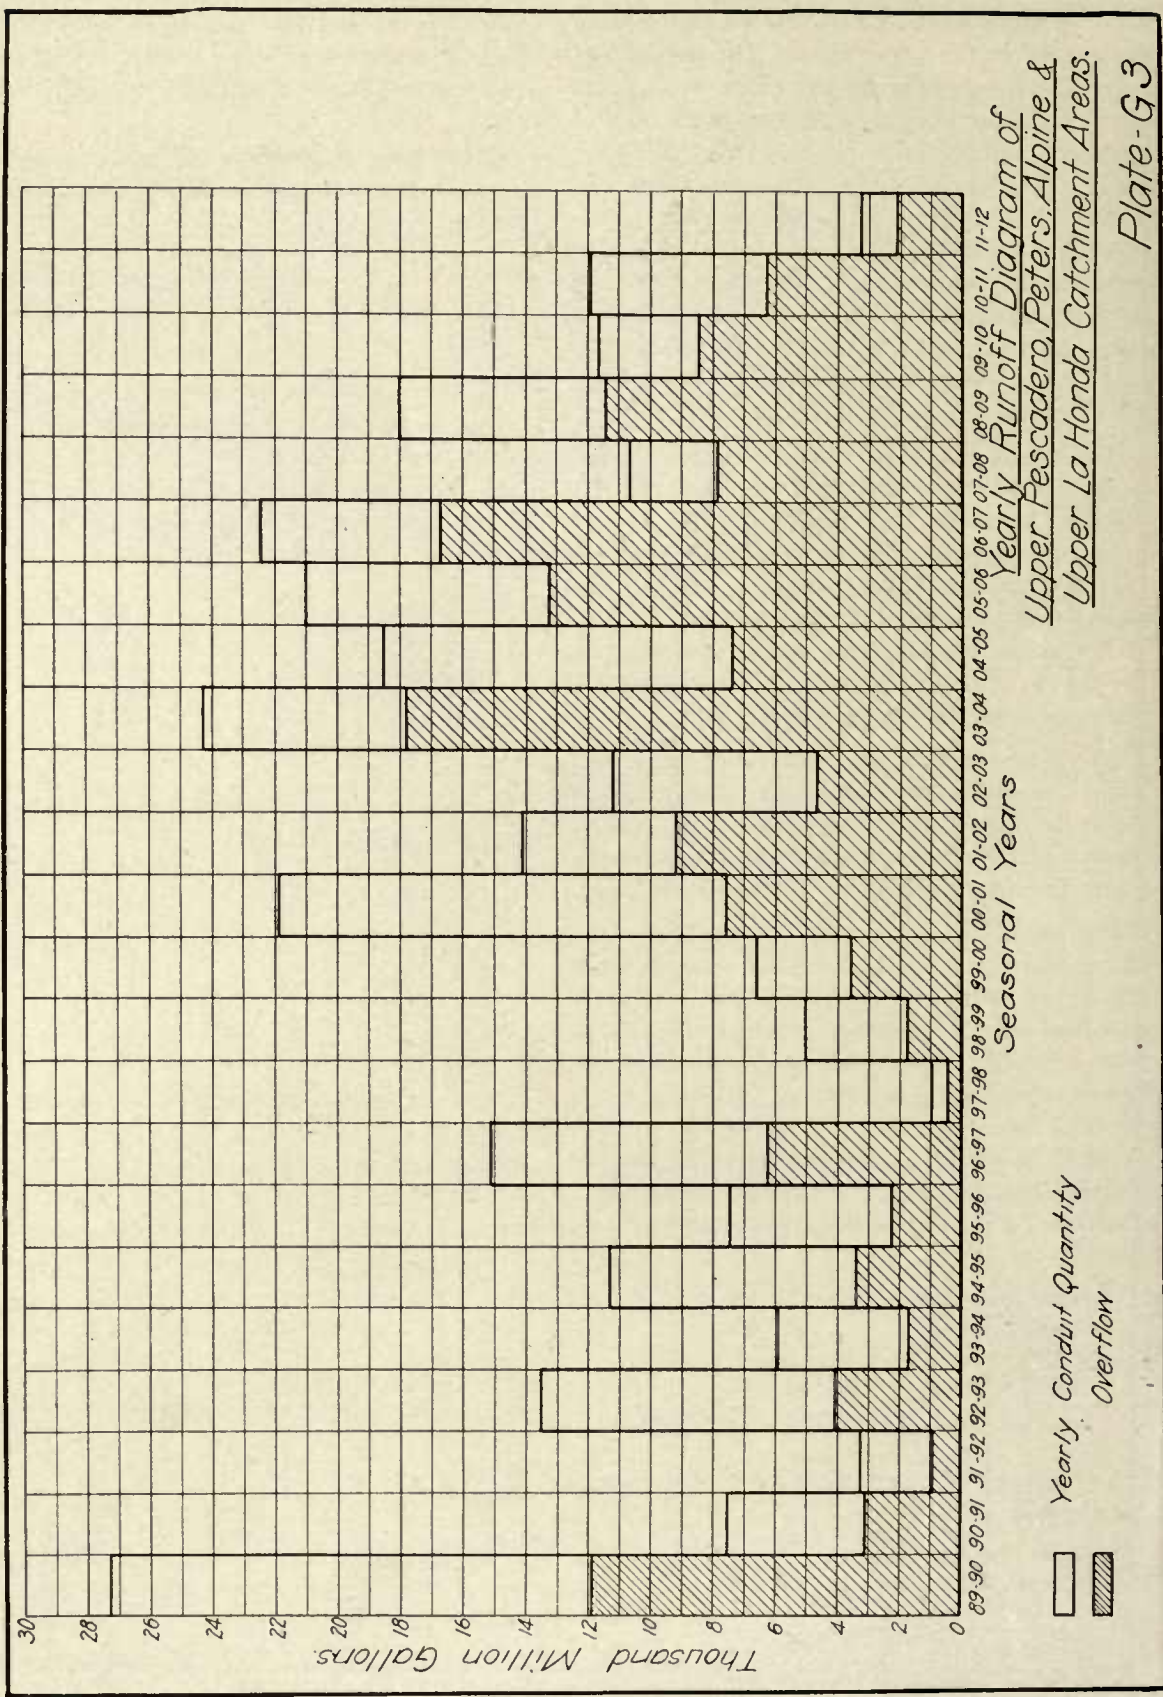 Thousand Million Gallons.
30
28
26
24
22
20
18
16
14
12
10
8
6
4
2
0
89-90 90-91 91-92 92-93 93-94 94-95 95-96 96-97 97-98 98-99 99-00 00-01 01-02 02-03 03-04 04-05 05-06 06-07 07-08 08-09 09-10 10-11 11-12
Seasonal Years
Yearly Conduit Quantity
Overflow
Yearly Runoff Diagram of
Upper Pescadero, Peters, Alpine &
Upper La Honda Catchment Areas.
Plate-G3